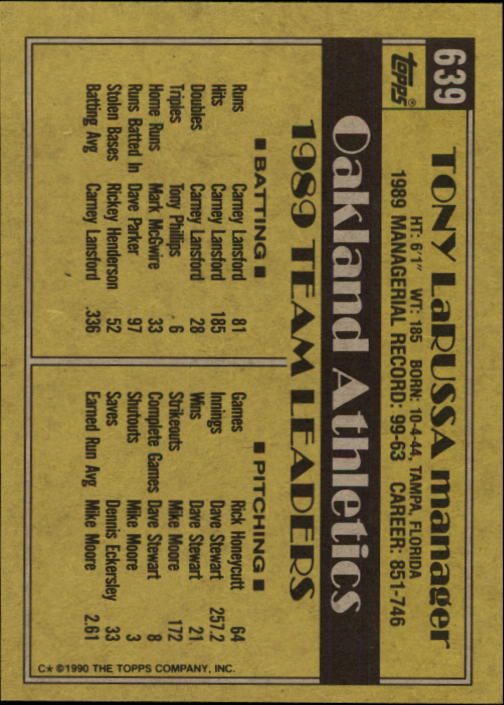 639
TOPPS®
TONY LaRUSSA manager
HT: 6'1" WT: 185 BORN: 10-4-44, TAMPA, FLORIDA
1989 MANAGERIAL RECORD: 99-63 CAREER: 851-746
Oakland Athletics
1989 TEAM LEADERS
■ BATTING ■
Runs Carney Lansford 81
Hits Carney Lansford 185
Doubles Carney Lansford 28
Triples Tony Phillips 6
Home Runs Mark McGwire 33
Runs Batted In Dave Parker 97
Stolen Bases Rickey Henderson 52
Batting Avg Carney Lansford .336
■ PITCHING ■
Games Rick Honeycutt 64
Innings Dave Stewart 257.2
Wins Dave Stewart 21
Strikeouts Mike Moore 172
Complete Games Dave Stewart 8
Shutouts Mike Moore 3
Saves Dennis Eckersley 33
Earned Run Avg Mike Moore 2.61
C★ ©1990 THE TOPPS COMPANY, INC.